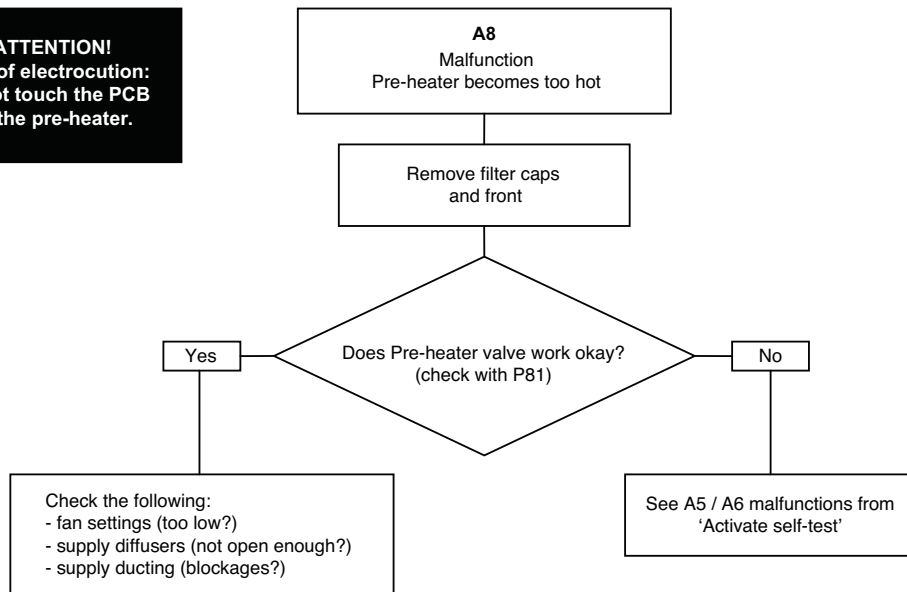 ATTENTION!
of electrocution:
touch the PCB
the pre-heater.
A8
Malfunction
Pre-heater becomes too hot
Remove filter caps
and front
Does Pre-heater valve work okay?
(check with P81)
Yes
No
Check the following:
- fan settings (too low?)
- supply diffusers (not open enough?)
- supply ducting (blockages?)
See A5 / A6 malfunctions from
‘Activate self-test’